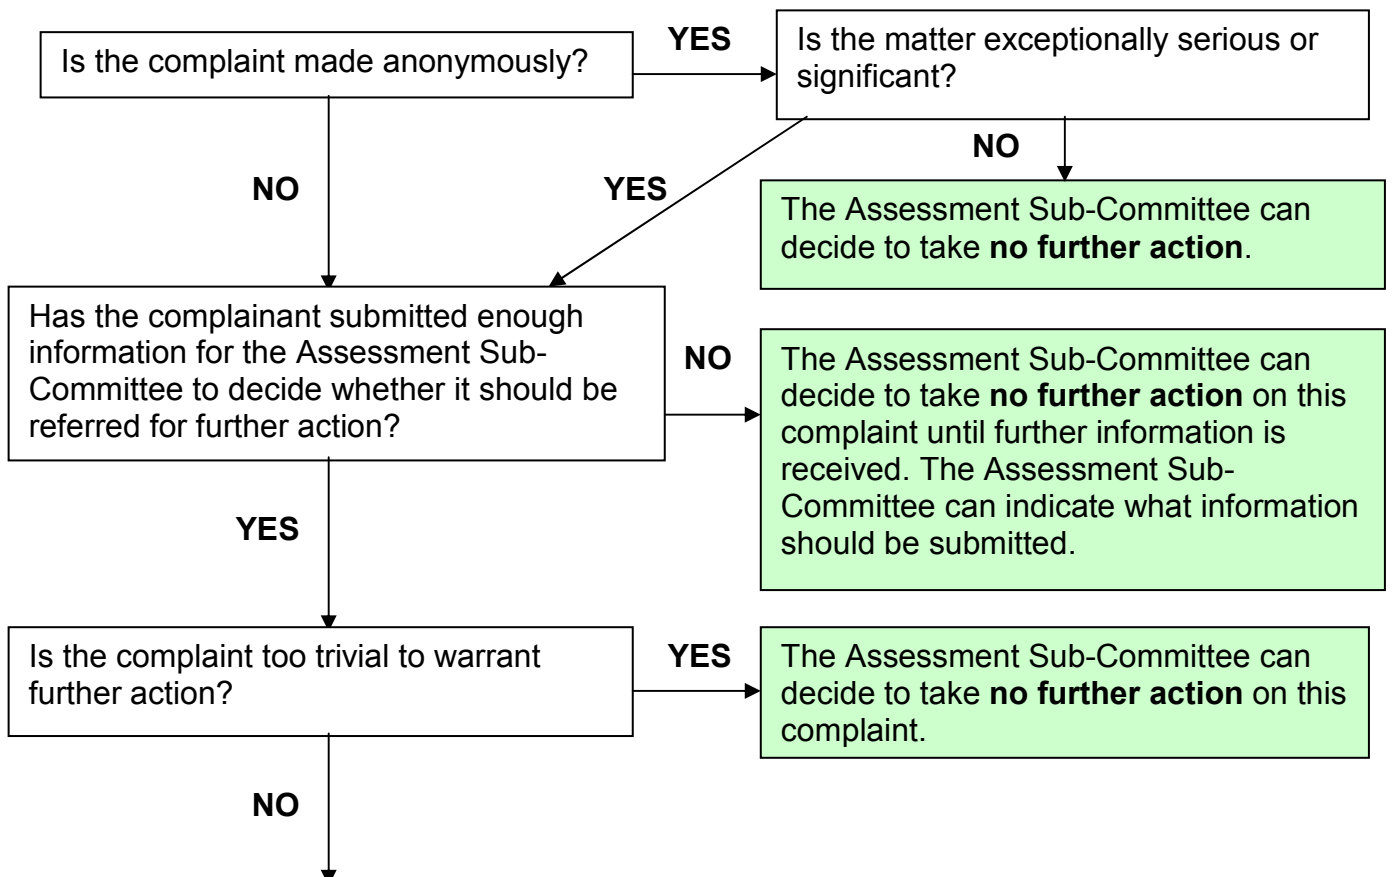 Is the complaint made anonymously?
YES
Is the matter exceptionally serious or
significant?
NO
YES
NO
The Assessment Sub-Committee can
decide to take no further action.
Has the complainant submitted enough
information for the Assessment Sub-
Committee to decide whether it should be
referred for further action?
NO
The Assessment Sub-Committee can
decide to take no further action on this
complaint until further information is
received. The Assessment Sub-
Committee can indicate what information
should be submitted.
YES
Is the complaint too trivial to warrant
further action?
YES
The Assessment Sub-Committee can
decide to take no further action on this
complaint.
NO